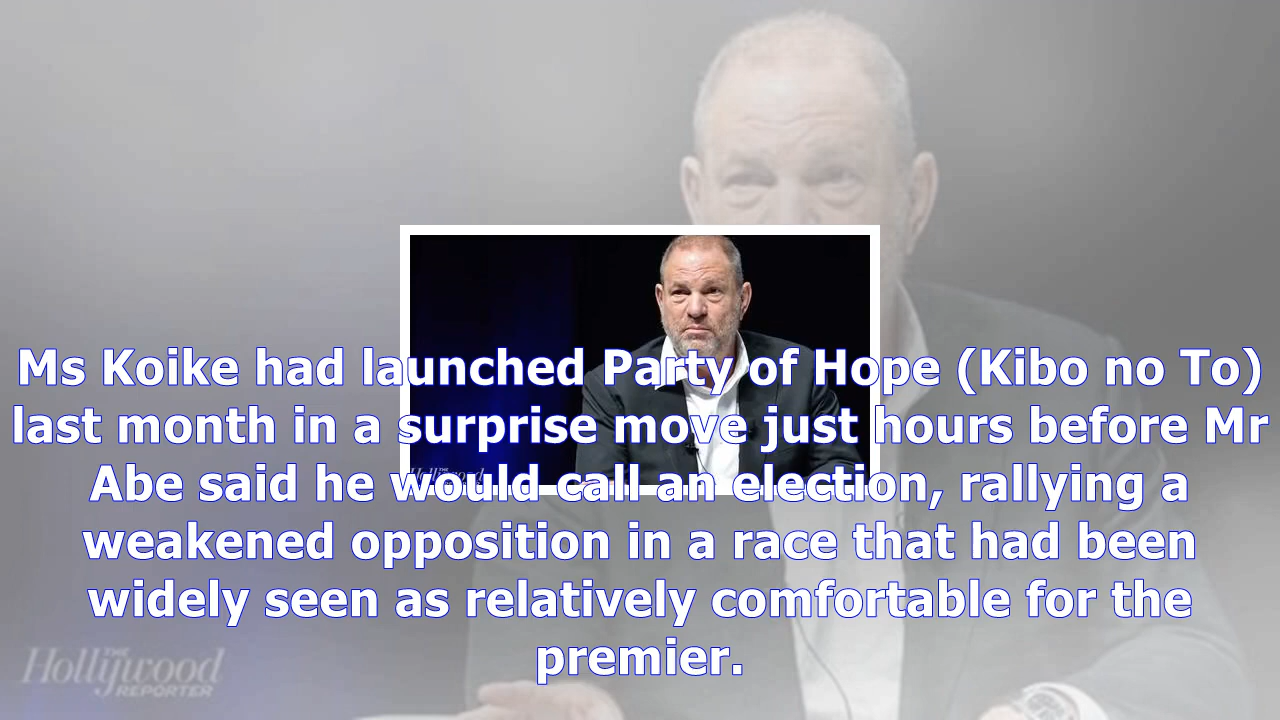 Ms Koike had launched Party of Hope (Kibo no To)
last month in a surprise move just hours before Mr
Abe said he would call an election, rallying a
weakened opposition in a race that had been
widely seen as relatively comfortable for the
premier.
THE
Hollywood
REPORTER